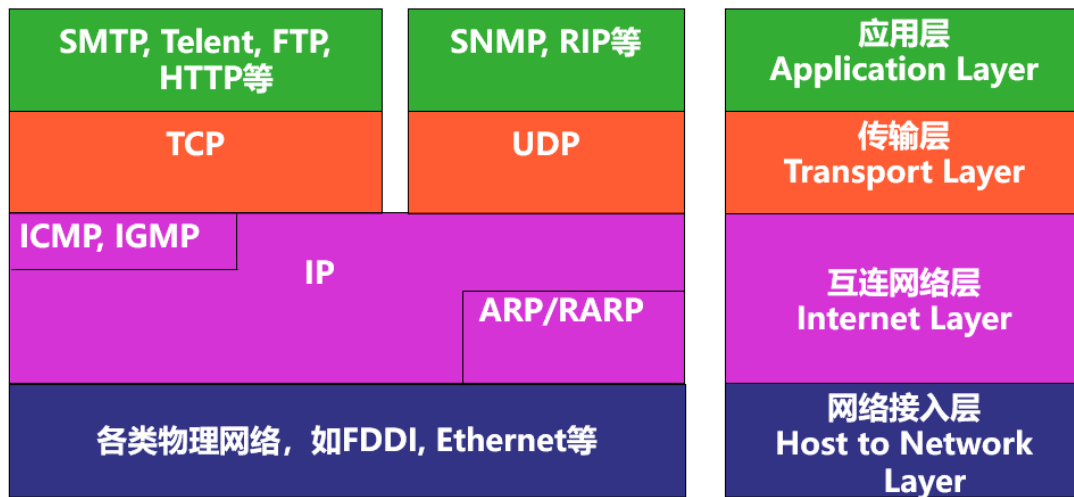 SMTP, Telent, FTP,
HTTP等
SNMP, RIP等
应用层
Application Layer
TCP
UDP
传输层
Transport Layer
ICMP, IGMP
IP
ARP/RARP
互连网络层
Internet Layer
各类物理网络，如FDDI, Ethernet等
网络接入层
Host to Network
Layer